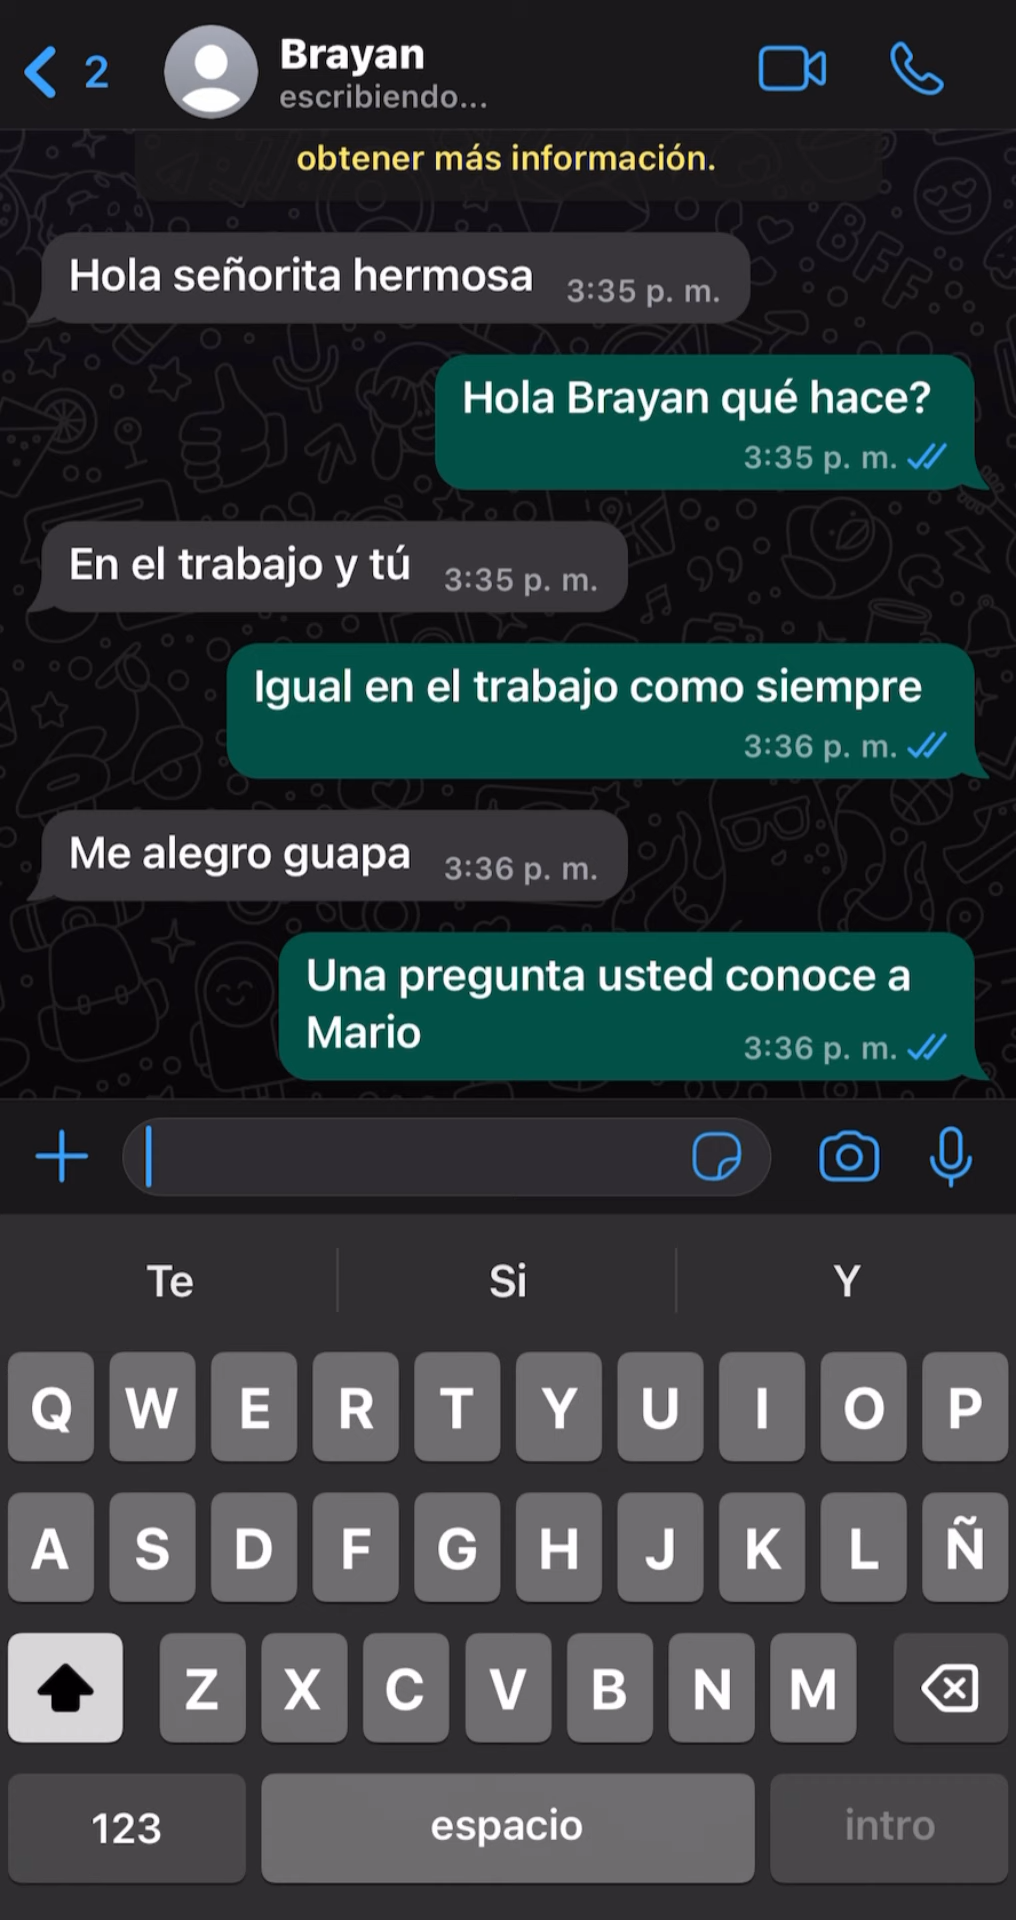 2
Brayan
escribiendo...
obtener más información.
Hola señorita hermosa 3:35 p. m.
Hola Brayan qué hace?
3:35 p. m.
En el trabajo y tú 3:35 p. m.
Igual en el trabajo como siempre
3:36 p. m.
Me alegro guapa 3:36 p. m.
Una pregunta usted conoce a
Mario 3:36 p. m.
Te Si Y
Q W E R T Y U I O P
A S D F G H J K L Ñ
Z X C V B N M
123 espacio intro